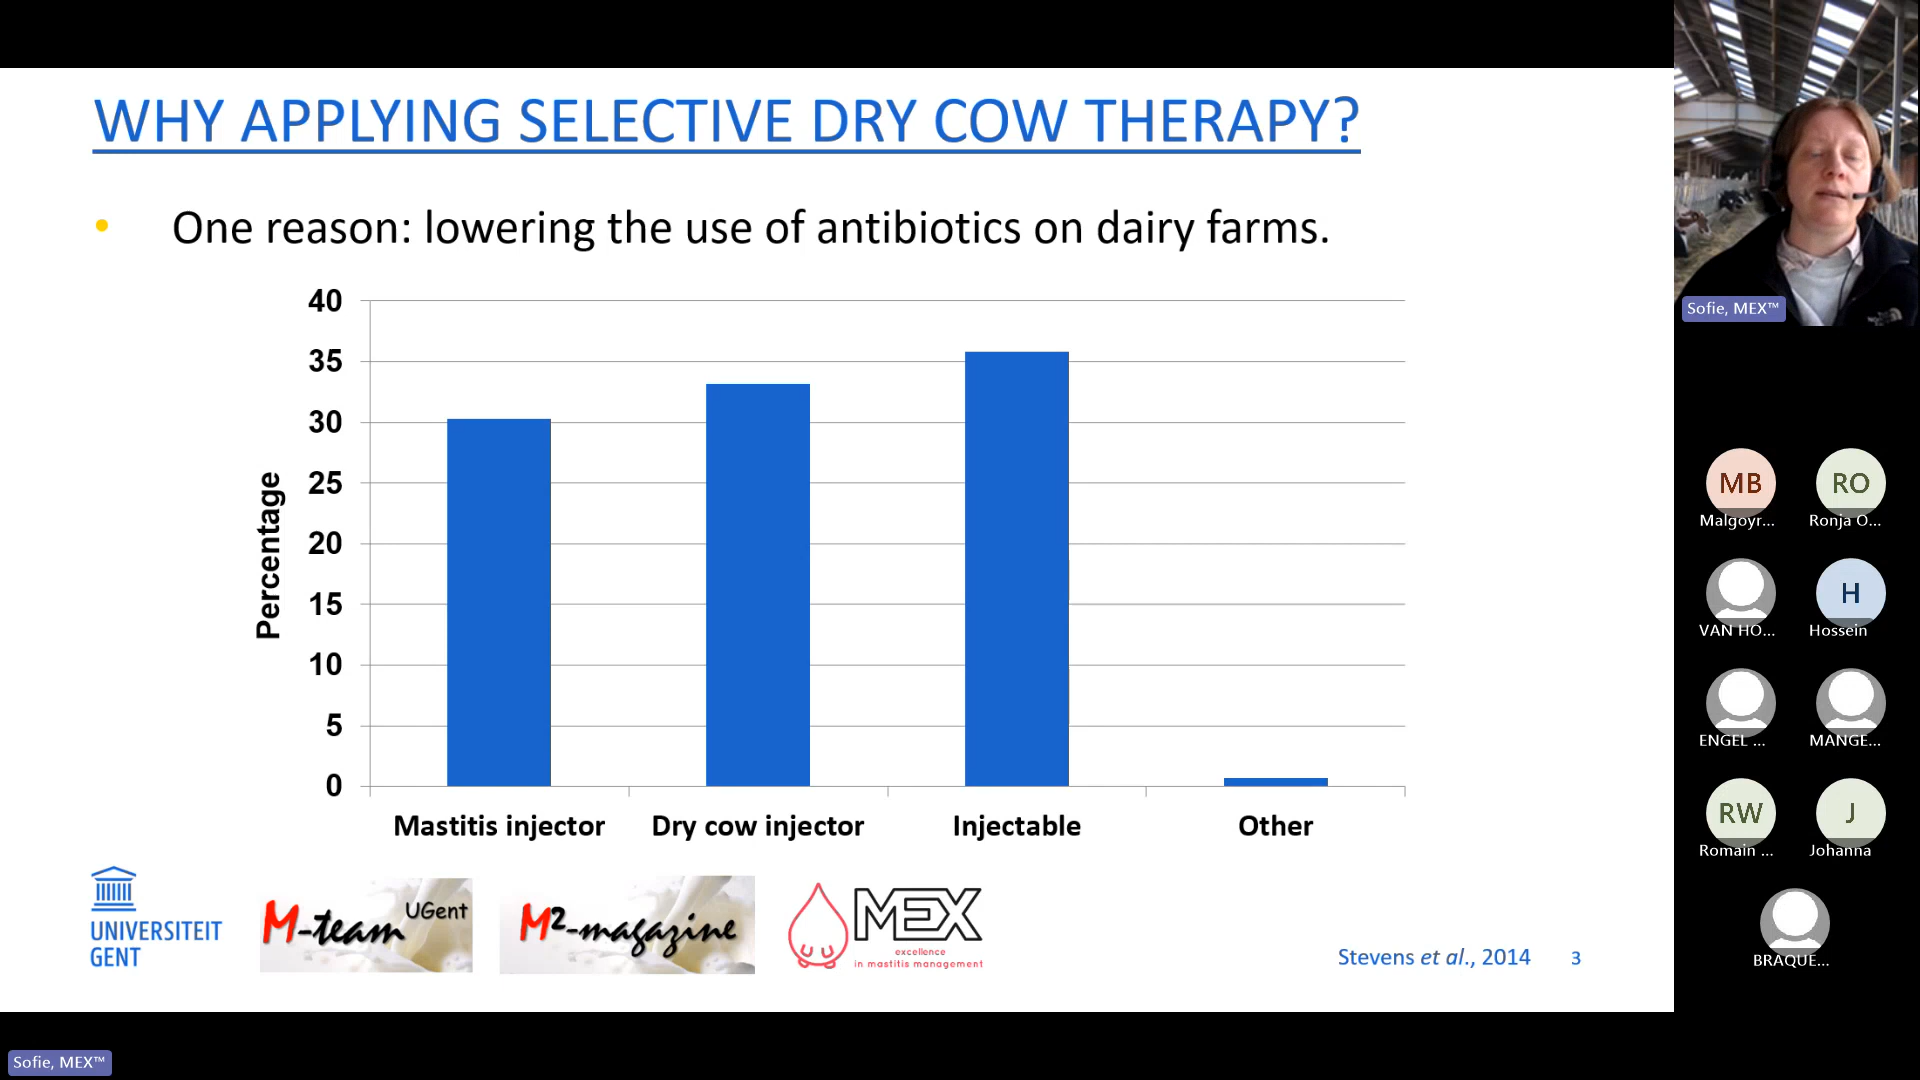 WHY APPLYING SELECTIVE DRY COW THERAPY?
• One reason: lowering the use of antibiotics on dairy farms.
40
35
30
25
20
15
10
5
0
Percentage
Mastitis injector
Dry cow injector
Injectable
Other
UNIVERSITEIT
GENT
M-team UGent
M²-magazine
MEX
excellence
in mastitis management
Stevens et al., 2014
3
Sofie, MEX™
MB
Malgoyr...
RO
Ronja O...
VAN HO...
H
Hossein
ENGEL ...
MANGE...
RW
Romain ...
J
Johanna
BRAQUE...
Sofie, MEX™